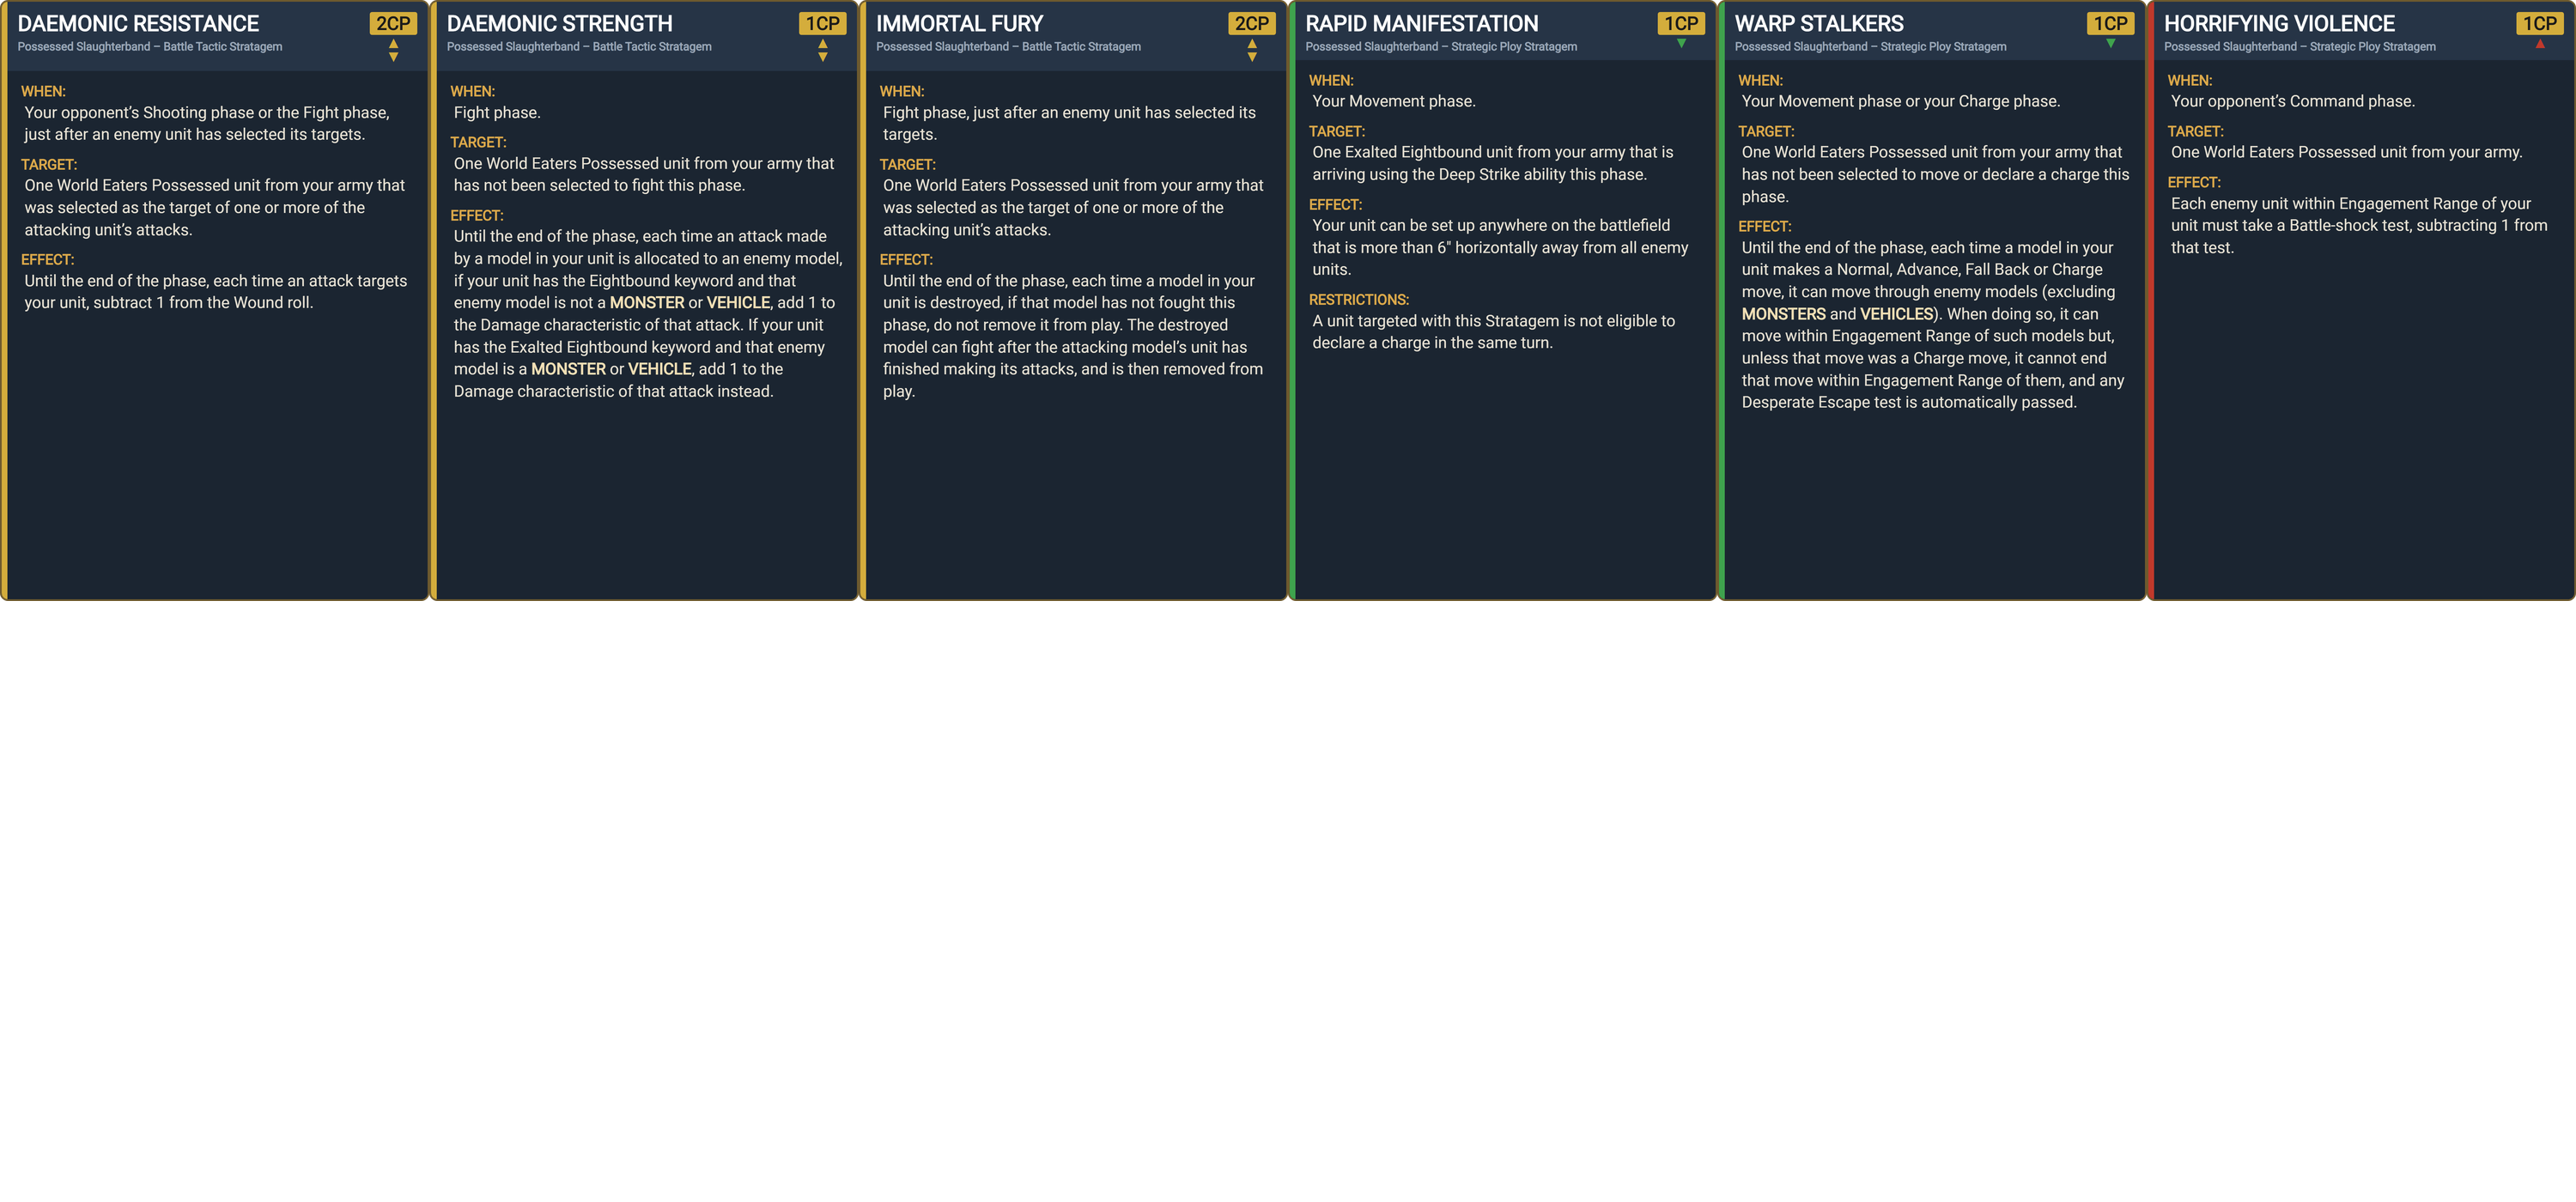 DAEMONIC RESISTANCE
2CP
Possessed Slaughterband – Battle Tactic Stratagem
WHEN:
Your opponent’s Shooting phase or the Fight phase,
just after an enemy unit has selected its targets.
TARGET:
One World Eaters Possessed unit from your army that
was selected as the target of one or more of the
attacking unit’s attacks.
EFFECT:
Until the end of the phase, each time an attack targets
your unit, subtract 1 from the Wound roll.
DAEMONIC STRENGTH
1CP
Possessed Slaughterband – Battle Tactic Stratagem
WHEN:
Fight phase.
TARGET:
One World Eaters Possessed unit from your army that
has not been selected to fight this phase.
EFFECT:
Until the end of the phase, each time an attack made
by a model in your unit is allocated to an enemy model,
if your unit has the Eightbound keyword and that
enemy model is not a MONSTER or VEHICLE, add 1 to
the Damage characteristic of that attack. If your unit
has the Exalted Eightbound keyword and that enemy
model is a MONSTER or VEHICLE, add 1 to the
Damage characteristic of that attack instead.
IMMORTAL FURY
2CP
Possessed Slaughterband – Battle Tactic Stratagem
WHEN:
Fight phase, just after an enemy unit has selected its
targets.
TARGET:
One World Eaters Possessed unit from your army that
was selected as the target of one or more of the
attacking unit’s attacks.
EFFECT:
Until the end of the phase, each time a model in your
unit is destroyed, if that model has not fought this
phase, do not remove it from play. The destroyed
model can fight after the attacking model’s unit has
finished making its attacks, and is then removed from
play.
RAPID MANIFESTATION
1CP
Possessed Slaughterband – Strategic Ploy Stratagem
WHEN:
Your Movement phase.
TARGET:
One Exalted Eightbound unit from your army that is
arriving using the Deep Strike ability this phase.
EFFECT:
Your unit can be set up anywhere on the battlefield
that is more than 6" horizontally away from all enemy
units.
RESTRICTIONS:
A unit targeted with this Stratagem is not eligible to
declare a charge in the same turn.
WARP STALKERS
1CP
Possessed Slaughterband – Strategic Ploy Stratagem
WHEN:
Your Movement phase or your Charge phase.
TARGET:
One World Eaters Possessed unit from your army that
has not been selected to move or declare a charge this
phase.
EFFECT:
Until the end of the phase, each time a model in your
unit makes a Normal, Advance, Fall Back or Charge
move, it can move through enemy models (excluding
MONSTERS and VEHICLES). When doing so, it can
move within Engagement Range of such models but,
unless that move was a Charge move, it cannot end
that move within Engagement Range of them, and any
Desperate Escape test is automatically passed.
HORRIFYING VIOLENCE
1CP
Possessed Slaughterband – Strategic Ploy Stratagem
WHEN:
Your opponent’s Command phase.
TARGET:
One World Eaters Possessed unit from your army.
EFFECT:
Each enemy unit within Engagement Range of your
unit must take a Battle-shock test, subtracting 1 from
that test.